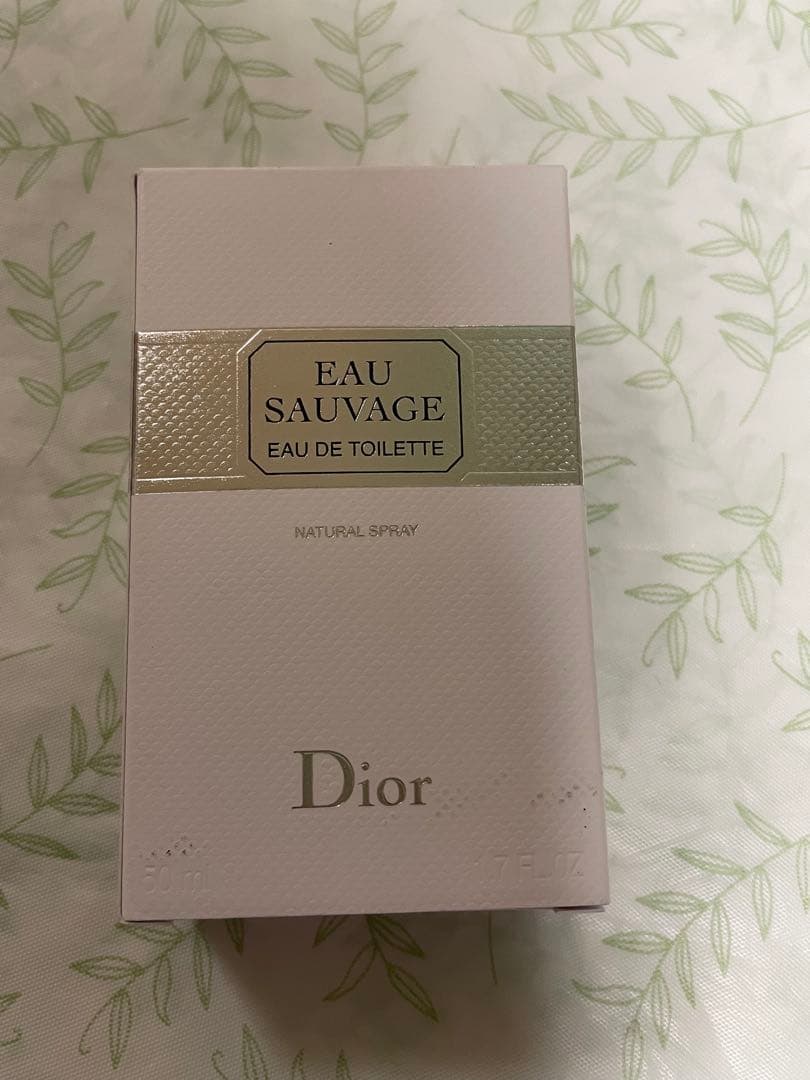 EAU
SAUVAGE
EAU DE TOILETTE
NATURAL SPRAY
Dior
50 ml
1.7 FL.OZ